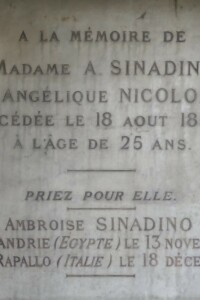 A LA MÉMOIRE DE
MADAME A. SINADIN
ANGÉLIQUE NICOLO
CÉDÉE LE 18 AOUT 18
À L'ÂGE DE 25 ANS.
PRIEZ POUR ELLE.
AMBROISE SINADINO
ANDRIE (EGYPTE) LE 13 NOVE
RAPALLO (ITALIE) LE 18 DÉCE